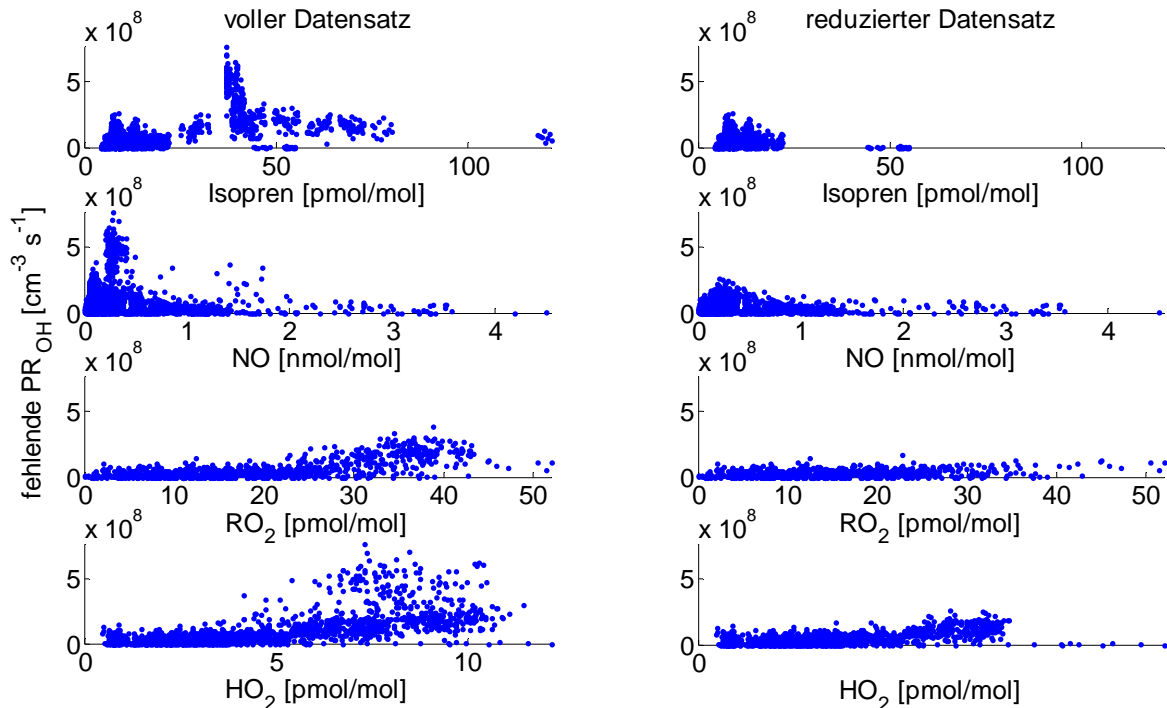 voller Datensatz
reduzierter Datensatz
fehlende PR_OH [cm^-3 s^-1]
x 10^8
5
0
0
50
100
Isopren [pmol/mol]
x 10^8
5
0
0
50
100
Isopren [pmol/mol]
x 10^8
5
0
0
1
2
3
4
NO [nmol/mol]
x 10^8
5
0
0
1
2
3
4
NO [nmol/mol]
x 10^8
5
0
0
10
20
30
40
50
RO_2 [pmol/mol]
x 10^8
5
0
0
10
20
30
40
50
RO_2 [pmol/mol]
x 10^8
5
0
0
5
10
HO_2 [pmol/mol]
x 10^8
5
0
0
HO_2 [pmol/mol]